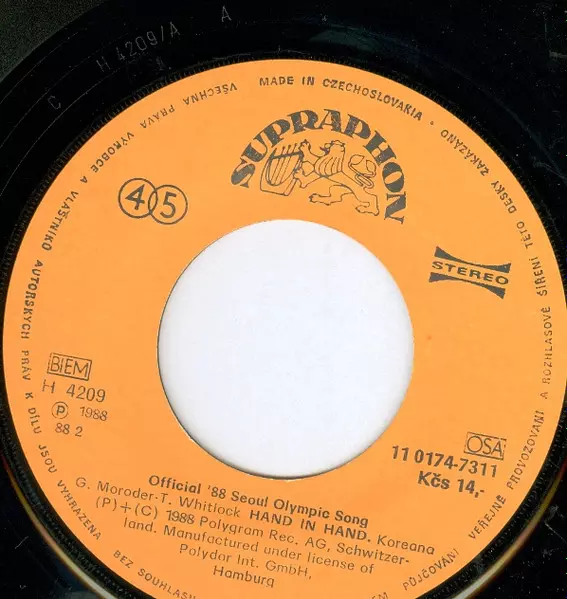 C H 4209/A A
MADE IN CZECHOSLOVAKIA • VŠECHNA PRÁVA VÝROBCE A VLASTNÍKŮ AUTORSKÝCH PRÁV K DÍLU JSOU VYHRAZENA
BEZ SOUHLASU
PŮJČOVÁNÍ VEŘEJNÉ PROVOZOVÁNÍ A ROZHLASOVÉ ŠÍŘENÍ TÉTO DESKY ZAKÁZÁNO
SUPRAPHON
45
STEREO
BIEM
H 4209
Ⓟ 1988
88 2
OSA
11 0174-7311
Kčs 14,-
Official '88 Seoul Olympic Song
G. Moroder-T. Whitlock HAND IN HAND. Koreana
(P)+(C) 1988 Polygram Rec. AG, Schwitzer-
land. Manufactured under license of
Polydor Int. GmbH,
Hamburg